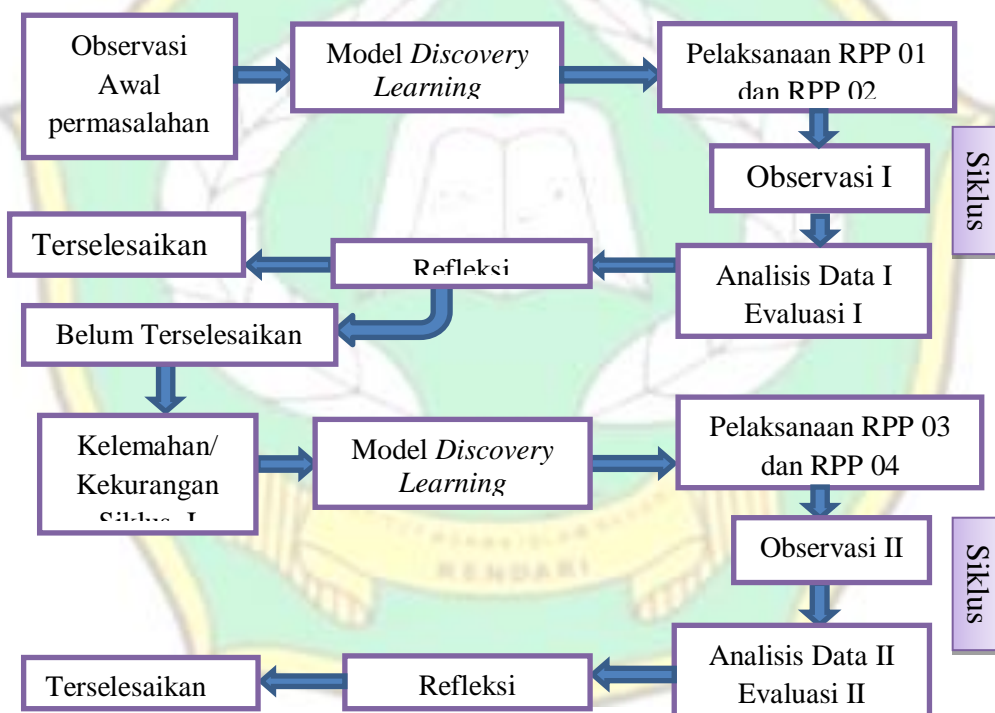 Observasi
Awal
permasalahan
Model Discovery
Learning
Pelaksanaan RPP 01
dan RPP 02
Siklus
Observasi I
Terselesaikan
Refleksi
Analisis Data I
Evaluasi I
Belum Terselesaikan
Kelemahan/
Kekurangan
Siklus I
Model Discovery
Learning
Pelaksanaan RPP 03
dan RPP 04
Siklus
Observasi II
KENDARI
Analisis Data II
Evaluasi II
Refleksi
Terselesaikan